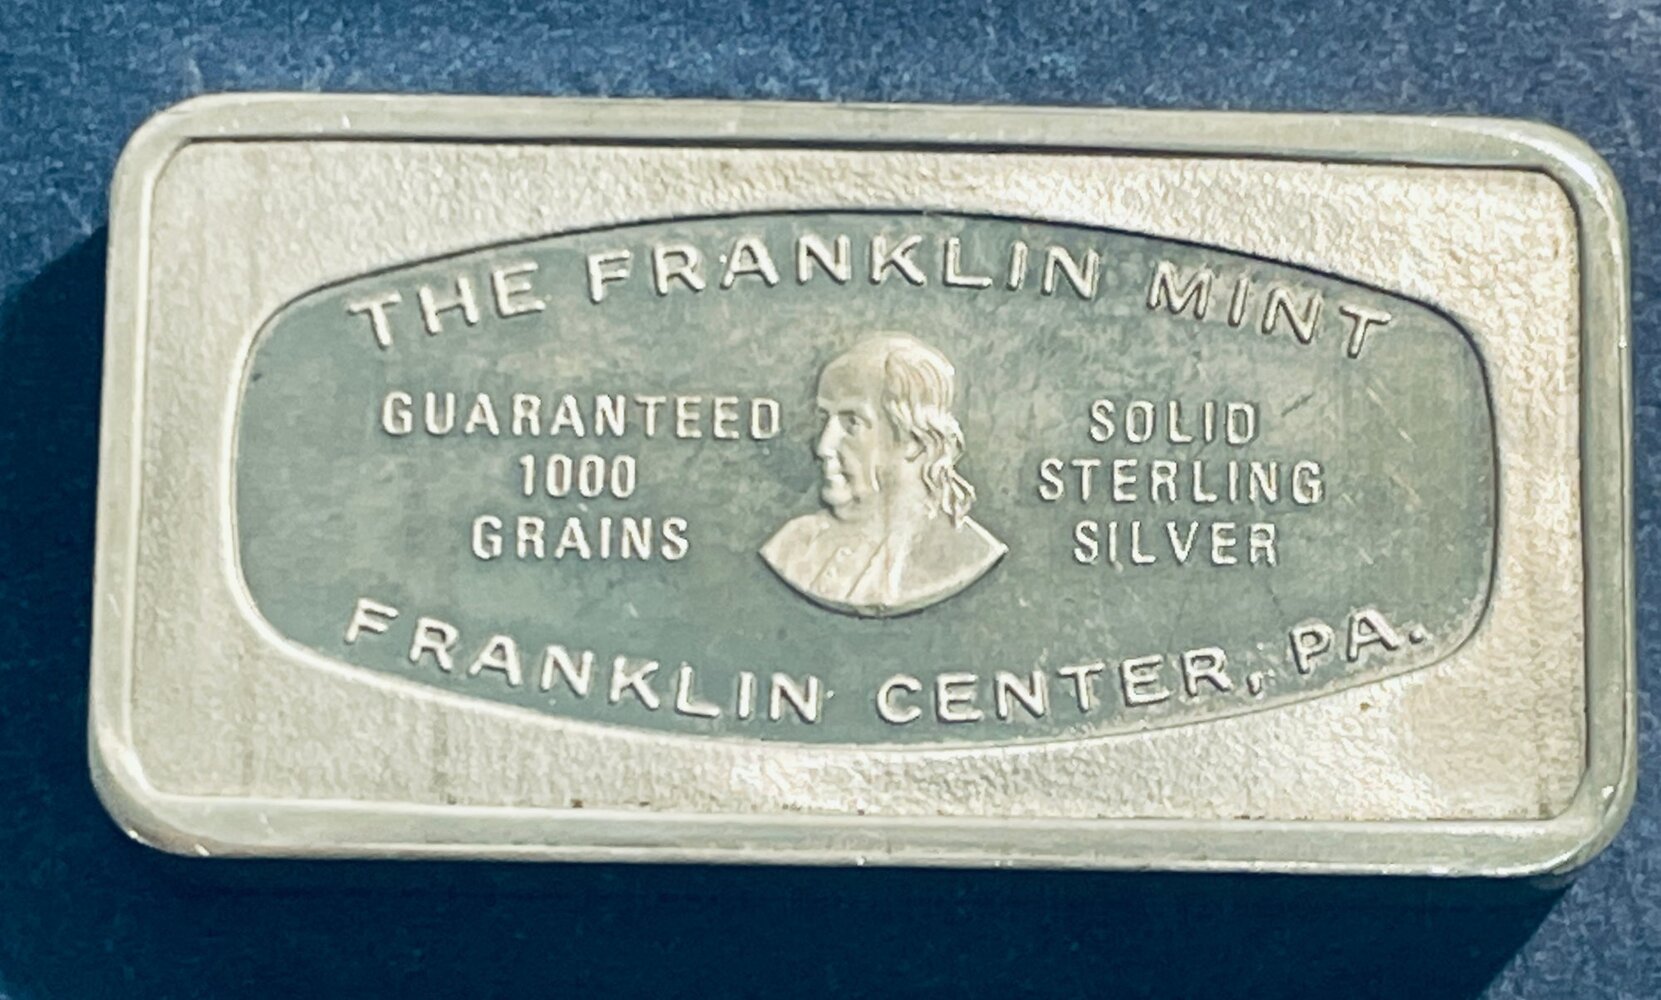 THE FRANKLIN MINT
GUARANTEED
1000
GRAINS
SOLID
STERLING
SILVER
FRANKLIN CENTER, PA.